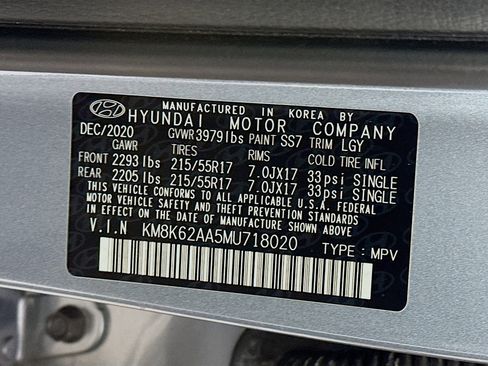 MANUFACTURED IN KOREA BY
HYUNDAI MOTOR COMPANY
DEC/2020 GVWR 3979lbs PAINT SS7 TRIM LGY
GAWR TIRES RIMS COLD TIRE INFL
FRONT 2293 lbs 215/55R17 7.0JX17 33psi SINGLE
REAR 2205 lbs 215/55R17 7.0JX17 33psi SINGLE
THIS VEHICLE CONFORMS TO ALL APPLICABLE U.S.A. FEDERAL
MOTOR VEHICLE SAFETY, BUMPER, AND THEFT PREVENTION
STANDARDS IN EFFECT ON THE DATE OF MANUFACTURE SHOWN ABOVE
V.I.N KM8K62AA5MU718020
TYPE : MPV